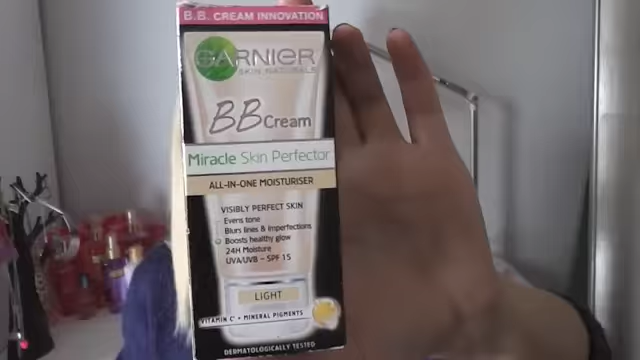 B.B. CREAM INNOVATION
GARNIER
SKIN NATURALS
BB Cream
Miracle Skin Perfector
ALL-IN-ONE MOISTURISER
VISIBLY PERFECT SKIN
Evens tone
Blurs lines & imperfections
Boosts healthy glow
24H Moisture
UVA/UVB - SPF 15
LIGHT
VITAMIN C + MINERAL PIGMENTS
DERMATOLOGICALLY TESTED